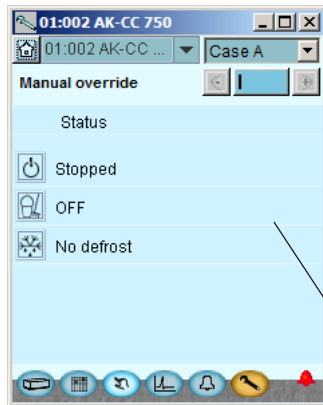 01:002 AK-CC 750
01:002 AK-CC ... Case A
Manual override
Status
Stopped
OFF
No defrost